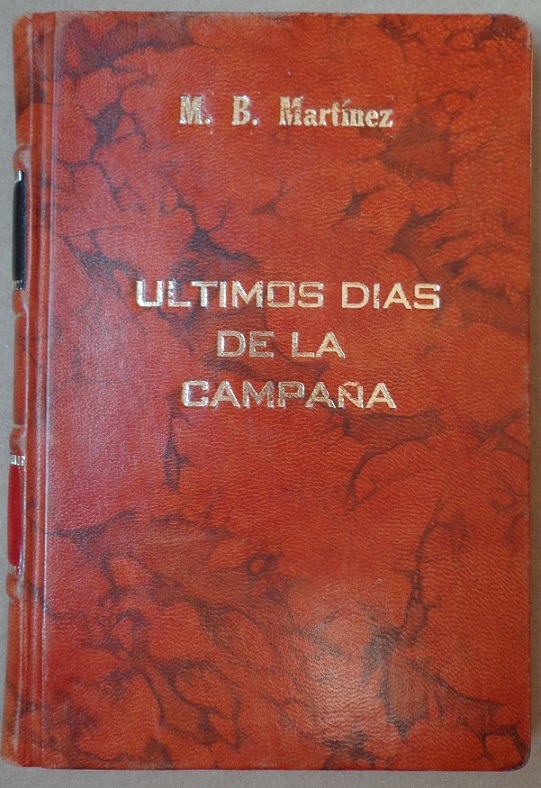 M. B. Martínez
ULTIMOS DIAS
DE LA
CAMPAÑA